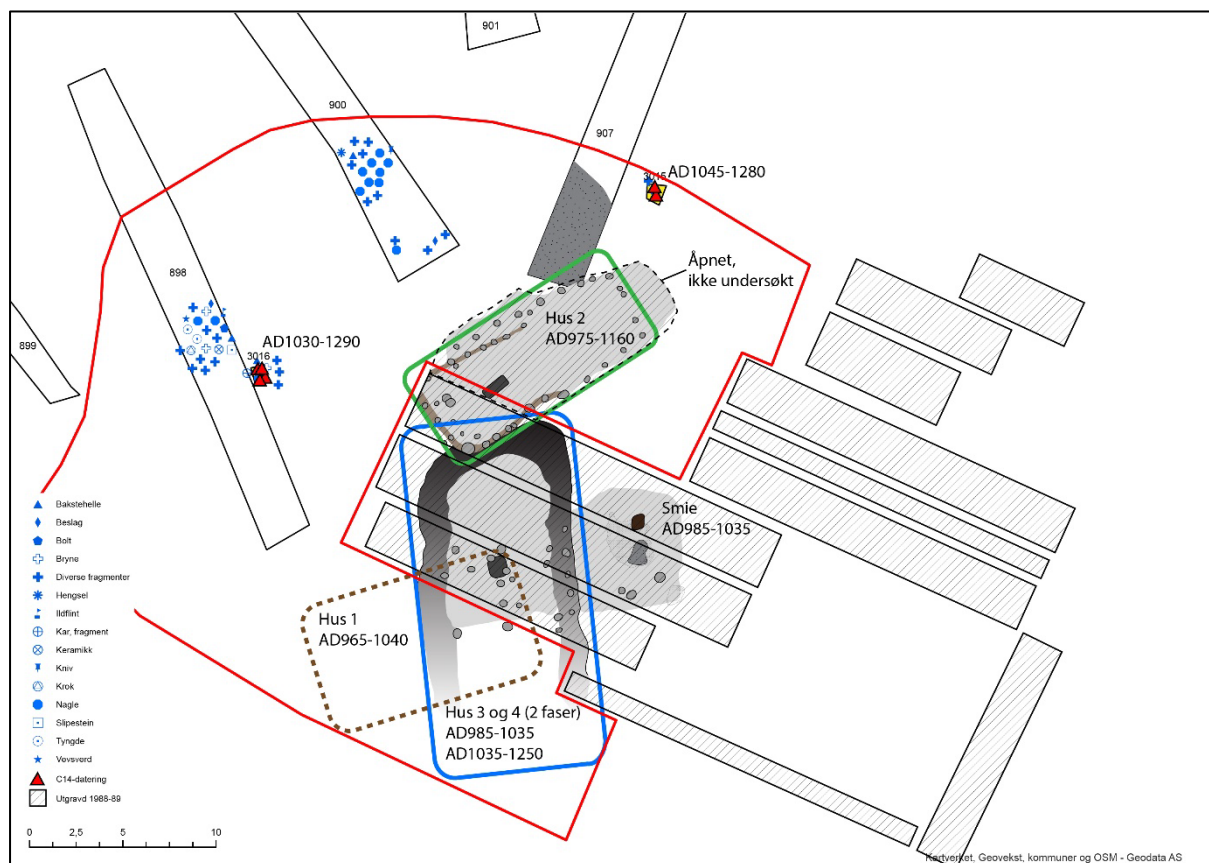 901
900
907
3015
AD1045-1280
898
Åpnet,
ikke undersøkt
Hus 2
AD975-1160
899
AD1030-1290
3016
Smie
AD985-1035
Hus 1
AD965-1040
Hus 3 og 4 (2 faser)
AD985-1035
AD1035-1250
Bakstehelle
Beslag
Bolt
Bryne
Diverse fragmenter
Hengsel
Ildflint
Kar, fragment
Keramikk
Kniv
Krok
Nagle
Slipestein
Tyngde
Vevsverd
C14-datering
Utgravd 1988-89
0 2,5 5 10
Kartverket, Geovekst, kommuner og OSM - Geodata AS